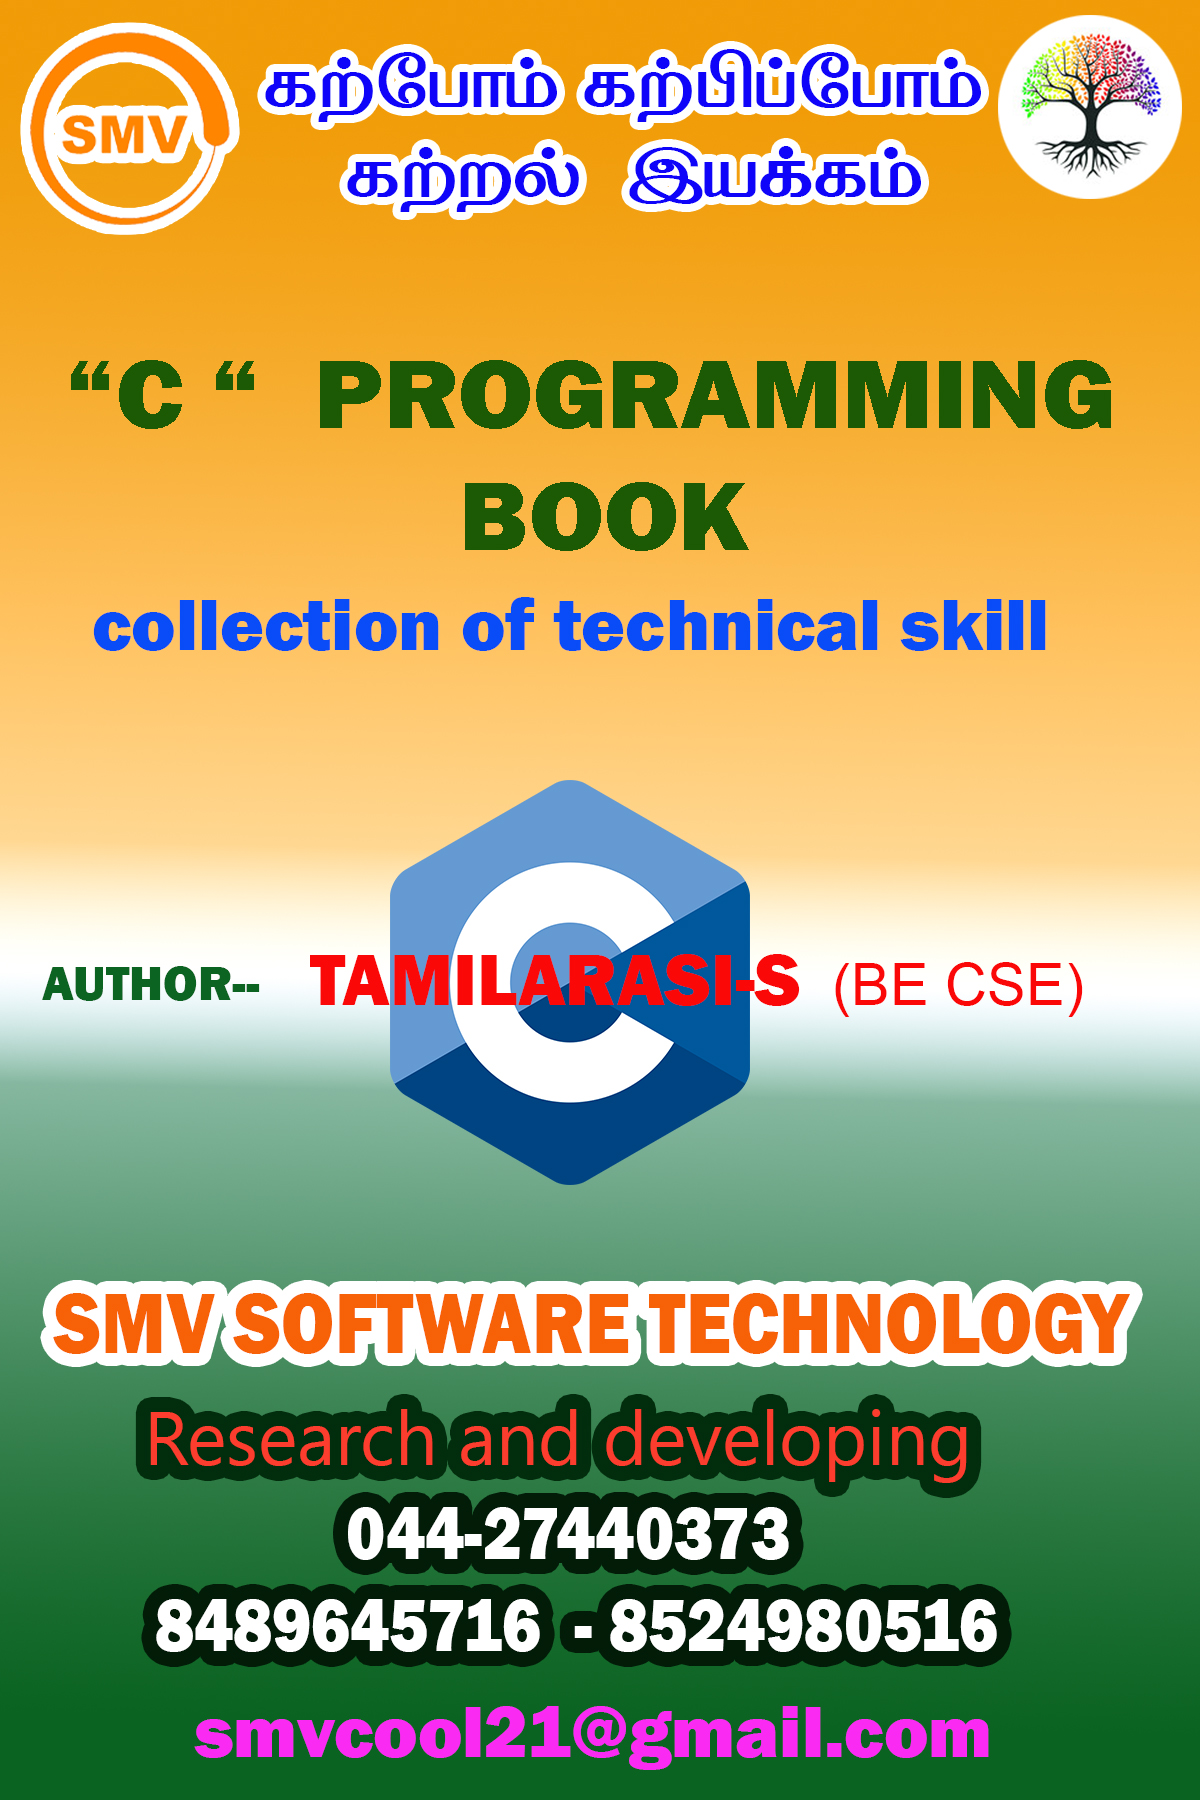 SMV
கற்போம் கற்பிப்போம்
கற்றல் இயக்கம்
“C “ PROGRAMMING
BOOK
collection of technical skill
AUTHOR-- TAMILARASI-S (BE CSE)
SMV SOFTWARE TECHNOLOGY
Research and developing
044-27440373
8489645716 - 8524980516
smvcool21@gmail.com